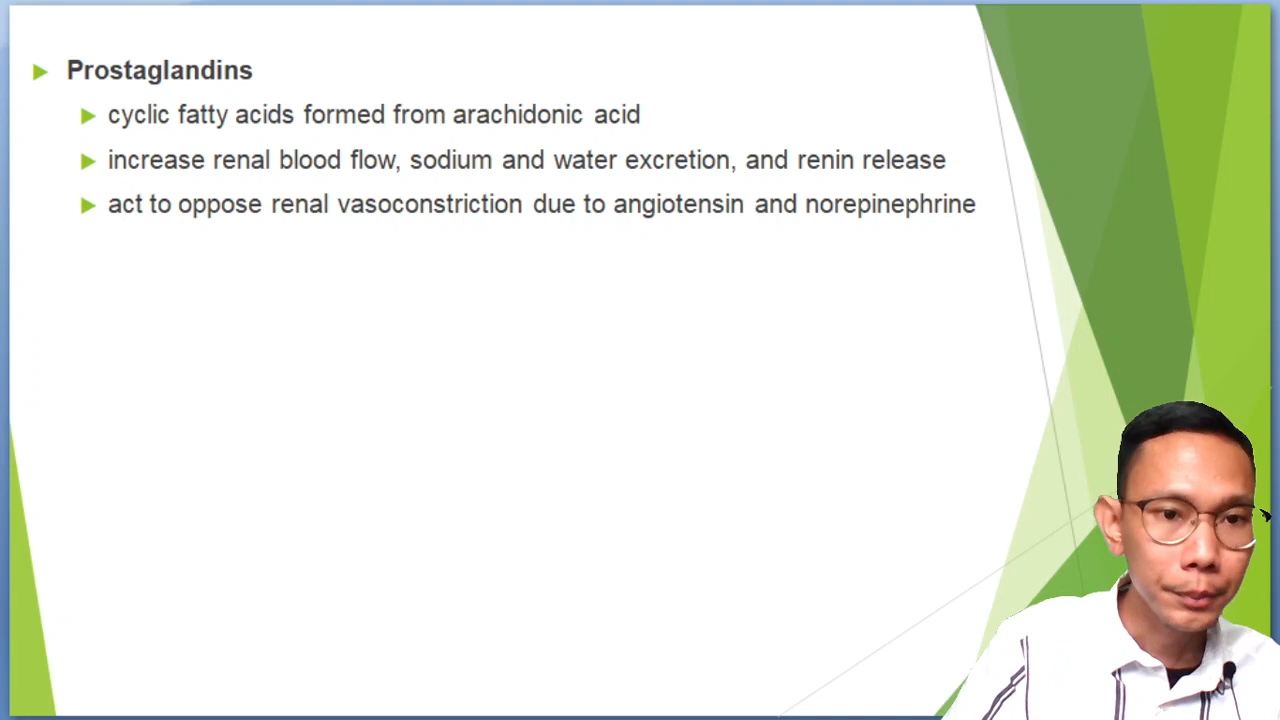 Prostaglandins
cyclic fatty acids formed from arachidonic acid
increase renal blood flow, sodium and water excretion, and renin release
act to oppose renal vasoconstriction due to angiotensin and norepinephrine